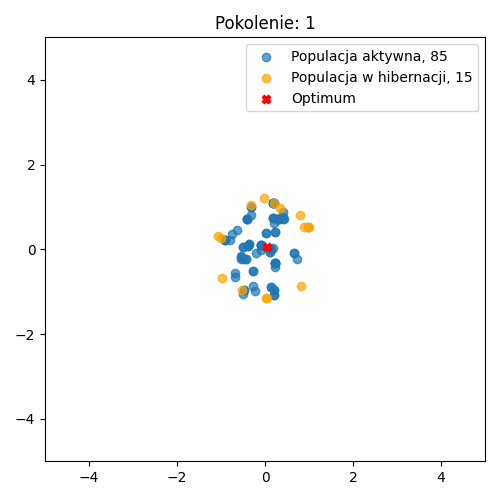 Pokolenie: 1
Populacja aktywna, 85
Populacja w hibernacji, 15
Optimum
4
2
0
−2
−4
−4
−2
0
2
4